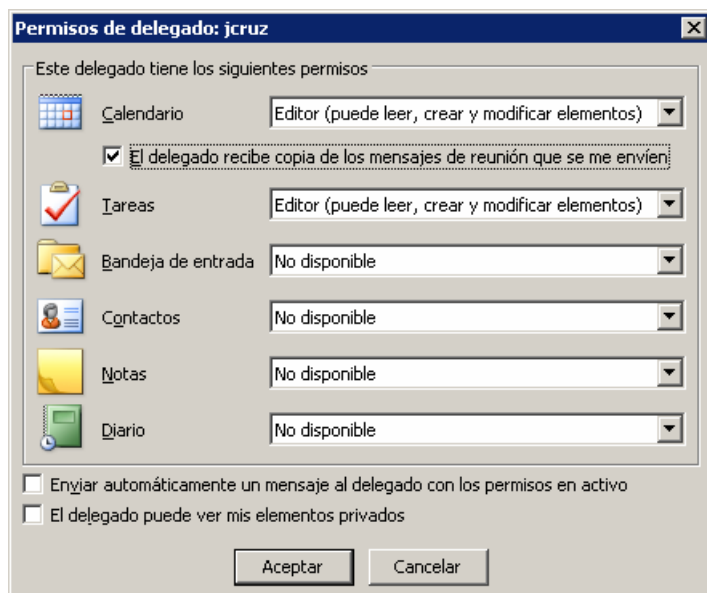 Permisos de delegado: jcruz
Este delegado tiene los siguientes permisos
Calendario Editor (puede leer, crear y modificar elementos)
El delegado recibe copia de los mensajes de reunión que se me envíen
Tareas Editor (puede leer, crear y modificar elementos)
Bandeja de entrada No disponible
Contactos No disponible
Notas No disponible
Diario No disponible
Enviar automáticamente un mensaje al delegado con los permisos en activo
El delegado puede ver mis elementos privados
Aceptar Cancelar